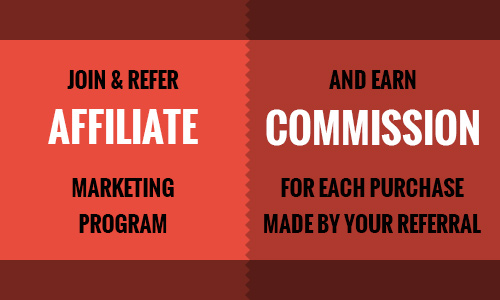 JOIN & REFER
AFFILIATE
MARKETING
PROGRAM
AND EARN
COMMISSION
FOR EACH PURCHASE
MADE BY YOUR REFERRAL